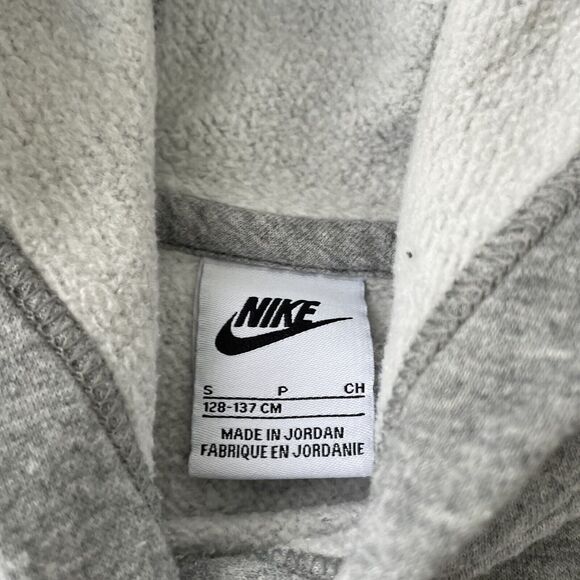 NIKE
S P CH
128-137 CM
MADE IN JORDAN
FABRIQUE EN JORDANIE